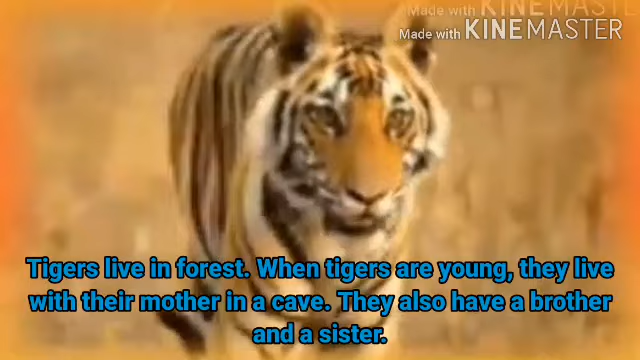 Made with KINEMASTE
Made with KINEMASTER
Tigers live in forest. When tigers are young, they live
with their mother in a cave. They also have a brother
and a sister.